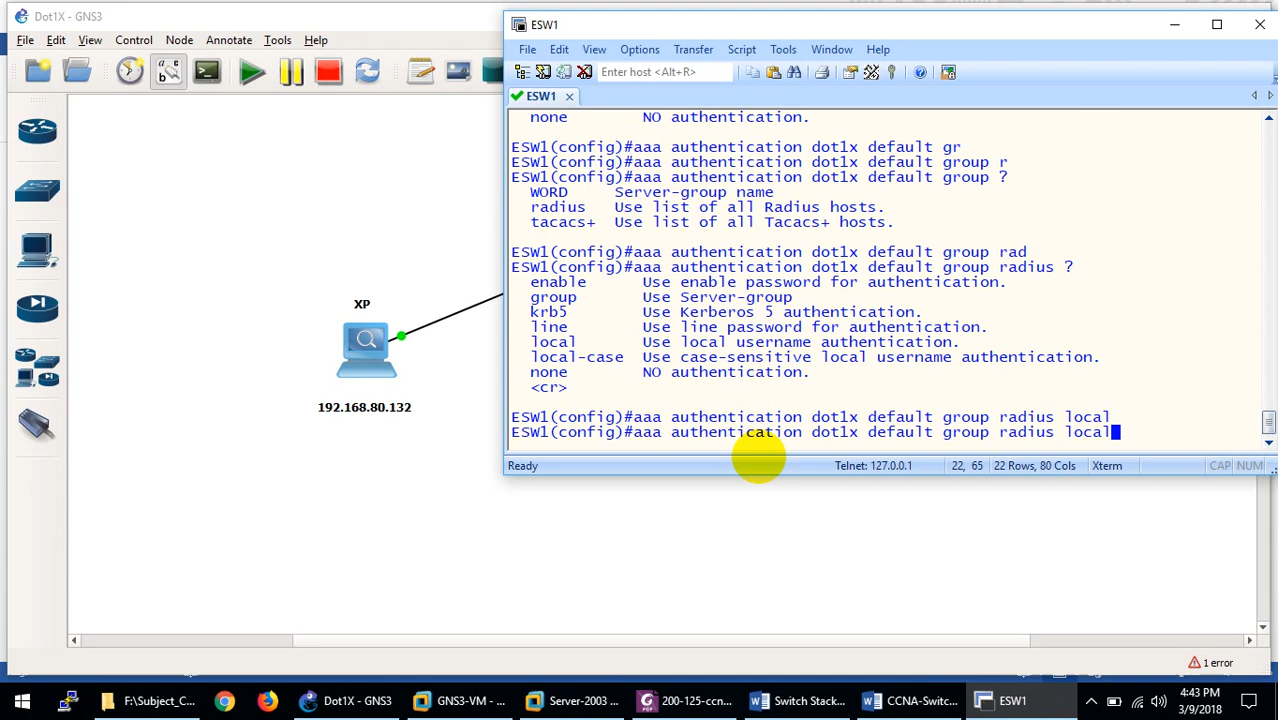 Dot1X - GNS3
File Edit View Control Node Annotate Tools Help
XP
192.168.80.132
1 error
ESW1
File Edit View Options Transfer Script Tools Window Help
Enter host <Alt+R>
ESW1
none NO authentication.
ESW1(config)#aaa authentication dot1x default gr
ESW1(config)#aaa authentication dot1x default group r
ESW1(config)#aaa authentication dot1x default group ?
WORD Server-group name
radius Use list of all Radius hosts.
tacacs+ Use list of all Tacacs+ hosts.
ESW1(config)#aaa authentication dot1x default group rad
ESW1(config)#aaa authentication dot1x default group radius ?
enable Use enable password for authentication.
group Use Server-group
krb5 Use Kerberos 5 authentication.
line Use line password for authentication.
local Use local username authentication.
local-case Use case-sensitive local username authentication.
none NO authentication.
<cr>
ESW1(config)#aaa authentication dot1x default group radius local
ESW1(config)#aaa authentication dot1x default group radius local
Ready Telnet: 127.0.0.1 22, 65 22 Rows, 80 Cols Xterm CAP NUM
F:\Subject_C... Dot1X - GNS3 GNS3-VM - ... Server-2003 ... 200-125-ccn... Switch Stack... CCNA-Switc... ESW1
4:43 PM
3/9/2018